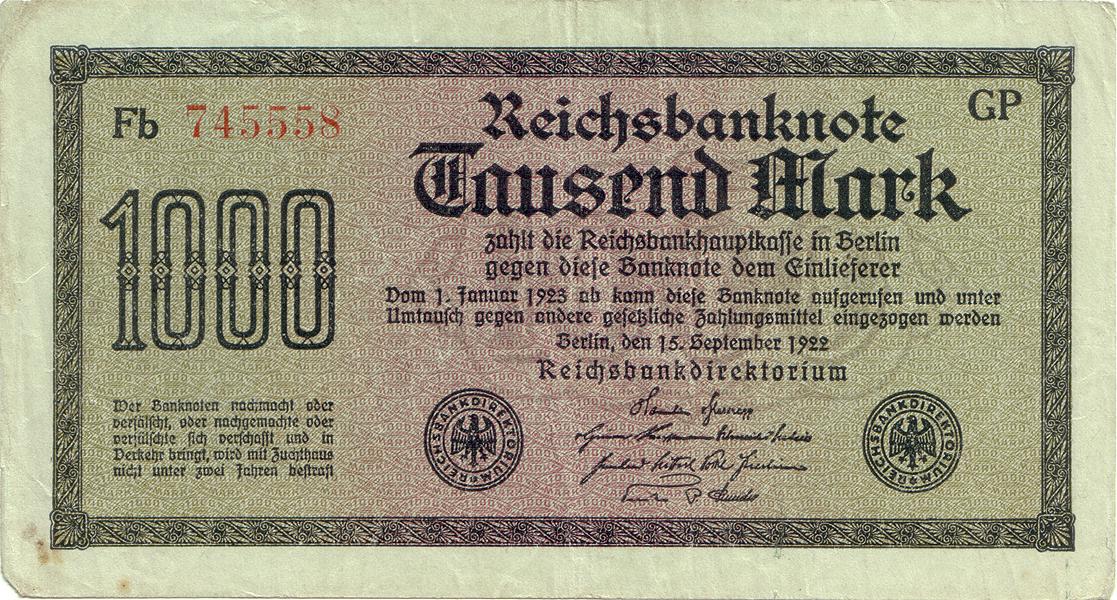 Fb 745558
GP
Reichsbanknote
Tausend Mark
1000
zahlt die Reichsbankhauptkasse in Berlin
gegen diese Banknote dem Einlieferer
Vom 1. Januar 1923 ab kann diese Banknote aufgerufen und unter
Umtausch gegen andere gesetzliche Zahlungsmittel eingezogen werden
Berlin, den 15. September 1922
Reichsbankdirektorium
Wer Banknoten nachmacht oder
verfälscht, oder nachgemachte oder
verfälschte sich verschafft und in
Verkehr bringt, wird mit Zuchthaus
nicht unter zwei Jahren bestraft
REICHSBANKDIREKTORIUM
REICHSBANKDIREKTORIUM